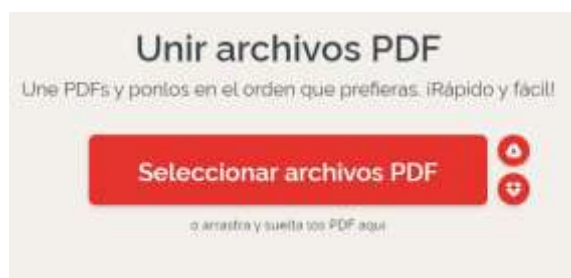 Unir archivos PDF
Une PDFs y ponlos en el orden que prefieras. ¡Rápido y fácil!
Seleccionar archivos PDF
o arrastra y suelta los PDF aquí